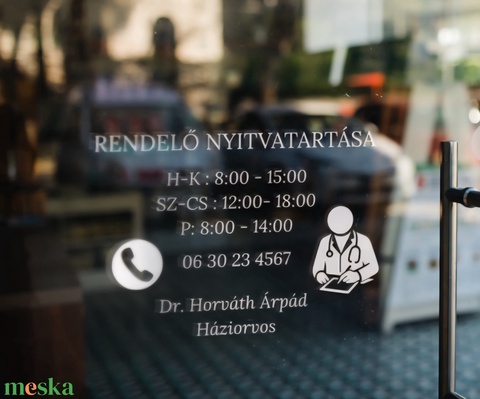 RENDELŐ NYITVATARTÁSA
H-K : 8:00 - 15:00
SZ-CS : 12:00- 18:00
P: 8:00 - 14:00
06 30 23 4567
Dr. Horváth Árpád
Háziorvos
meska